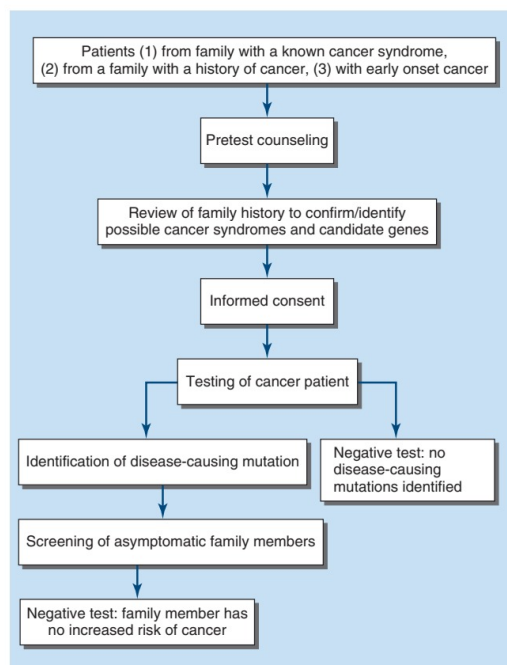 Patients (1) from family with a known cancer syndrome,
(2) from a family with a history of cancer, (3) with early onset cancer
Pretest counseling
Review of family history to confirm/identify
possible cancer syndromes and candidate genes
Informed consent
Testing of cancer patient
Identification of disease-causing mutation
Negative test: no
disease-causing
mutations identified
Screening of asymptomatic family members
Negative test: family member has
no increased risk of cancer